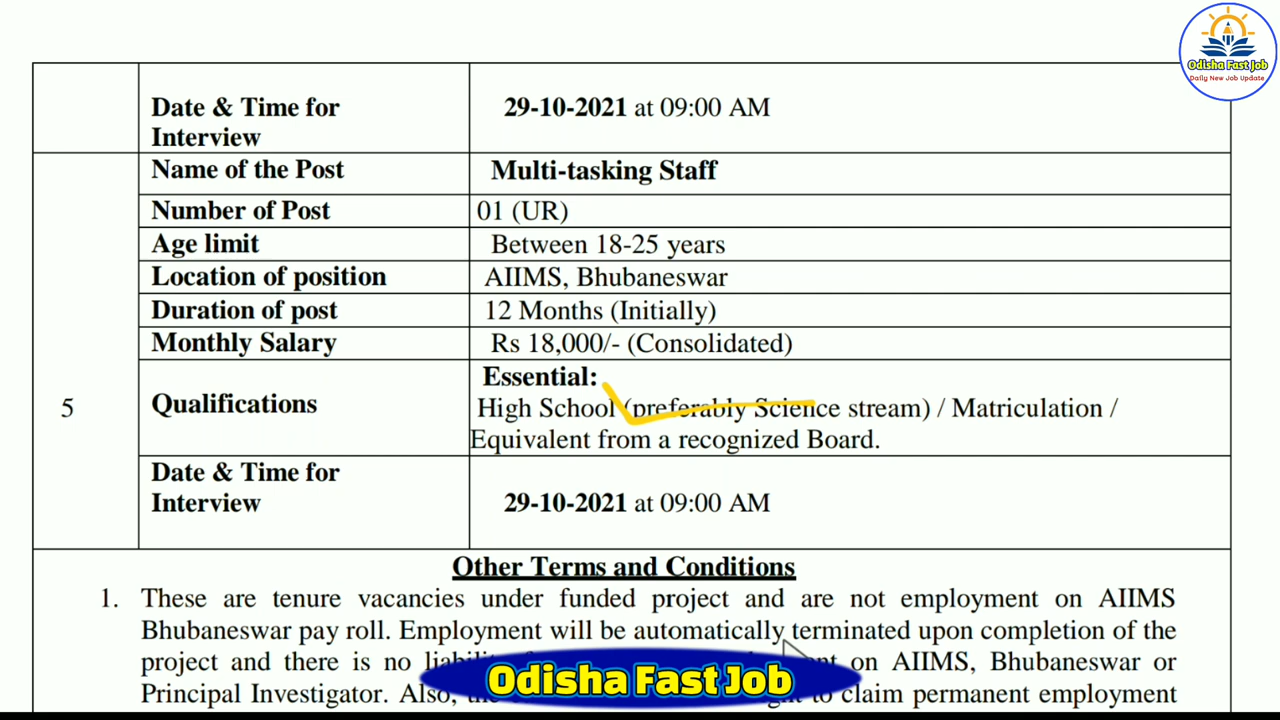 Odisha Fast Job
Daily New Job Update
Date & Time for
Interview
29-10-2021 at 09:00 AM
Name of the Post
Multi-tasking Staff
Number of Post
01 (UR)
Age limit
Between 18-25 years
Location of position
AIIMS, Bhubaneswar
Duration of post
12 Months (Initially)
Monthly Salary
Rs 18,000/- (Consolidated)
5
Qualifications
Essential:
High School (preferably Science stream) / Matriculation /
Equivalent from a recognized Board.
Date & Time for
Interview
29-10-2021 at 09:00 AM
Other Terms and Conditions
1. These are tenure vacancies under funded project and are not employment on AIIMS
Bhubaneswar pay roll. Employment will be automatically terminated upon completion of the
project and there is no on AIIMS, Bhubaneswar or
Principal Investigator. Also, claim permanent employment
Odisha Fast Job